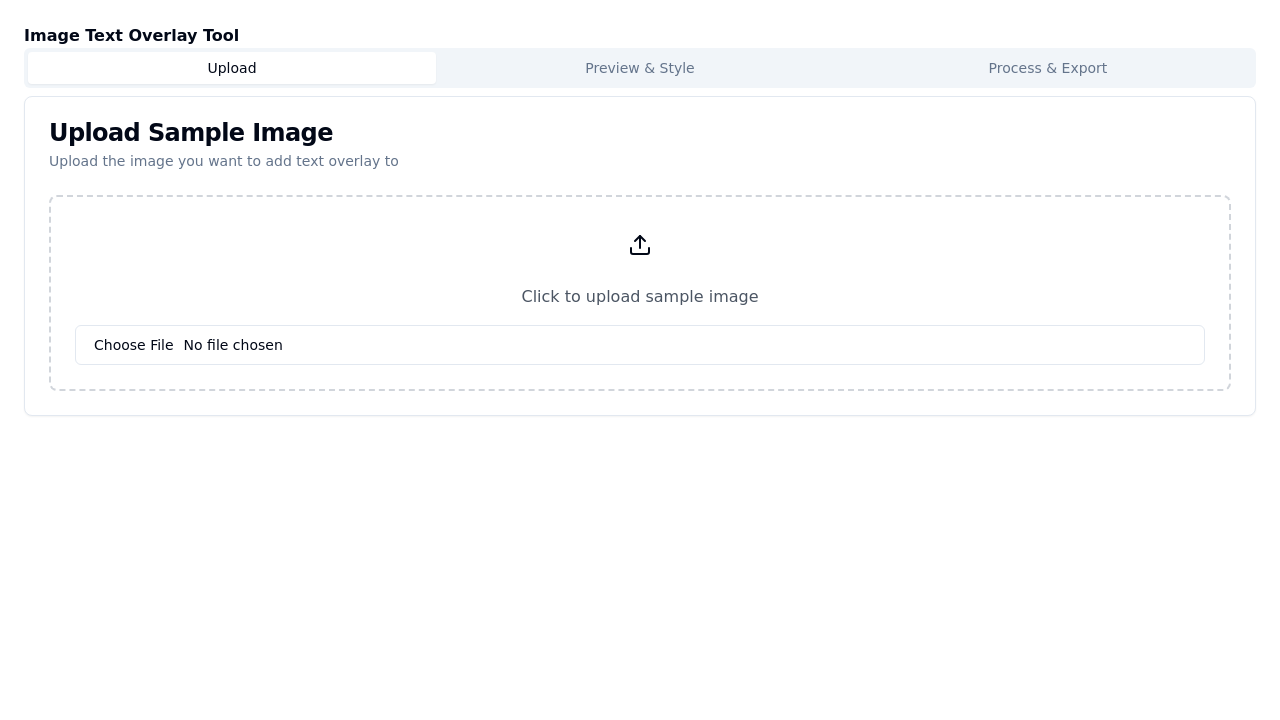 Image Text Overlay Tool
Upload
Preview & Style
Process & Export
Upload Sample Image
Upload the image you want to add text overlay to
Click to upload sample image
Choose File No file chosen